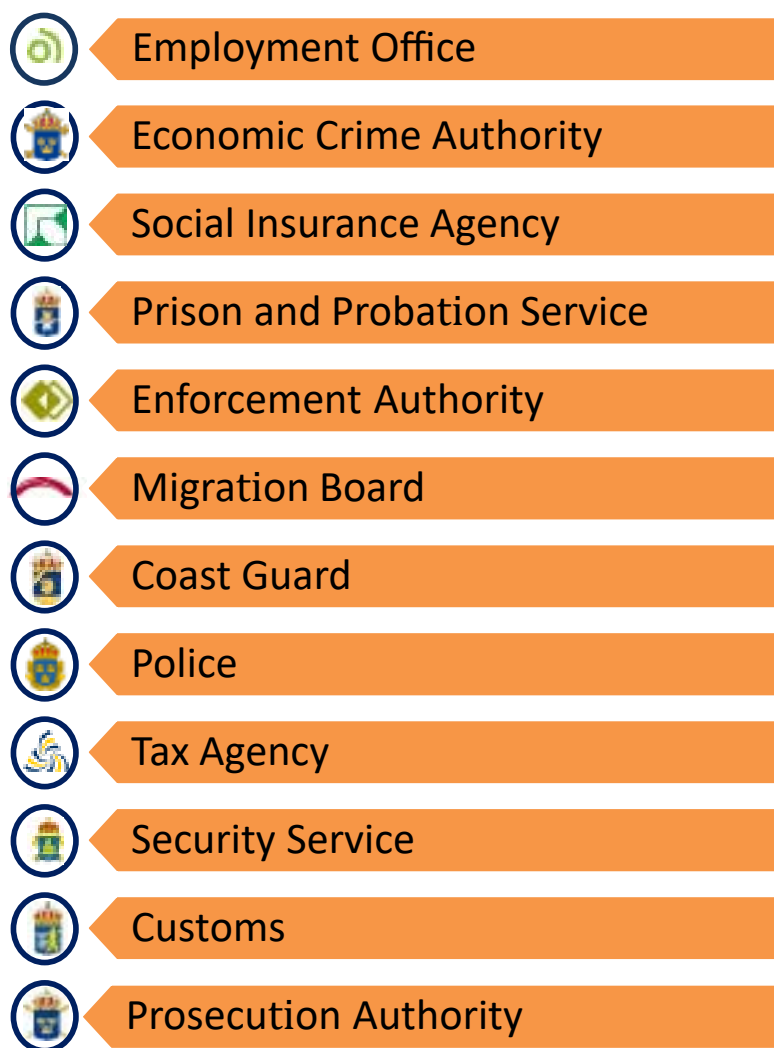 Employment Office
Economic Crime Authority
Social Insurance Agency
Prison and Probation Service
Enforcement Authority
Migration Board
Coast Guard
Police
Tax Agency
Security Service
Customs
Prosecution Authority